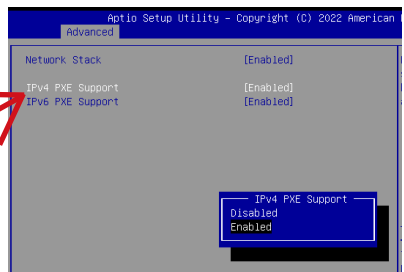 Aptio Setup Utility – Copyright (C) 2022 American
Advanced
Network Stack [Enabled]
IPv4 PXE Support [Enabled]
IPv6 PXE Support [Enabled]
IPv4 PXE Support
Disabled
Enabled